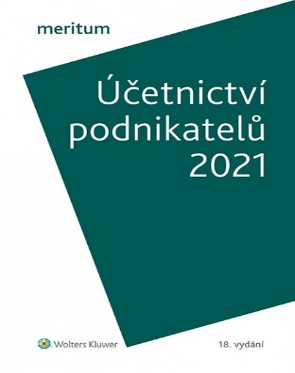 meritum
Účetnictví
podnikatelů
2021
Wolters Kluwer
18. vydání